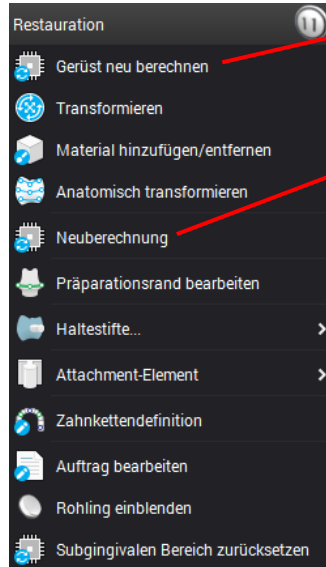 Restauration
11
Gerüst neu berechnen
Transformieren
Material hinzufügen/entfernen
Anatomisch transformieren
Neuberechnung
Präparationsrand bearbeiten
Haltestifte...
Attachment-Element
Zahnkettendefinition
Auftrag bearbeiten
Rohling einblenden
Subgingivalen Bereich zurücksetzen